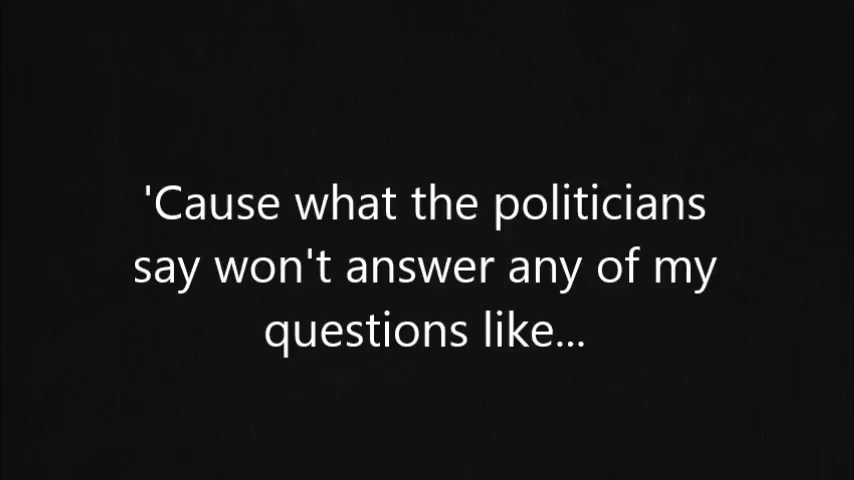 'Cause what the politicians
say won't answer any of my
questions like...